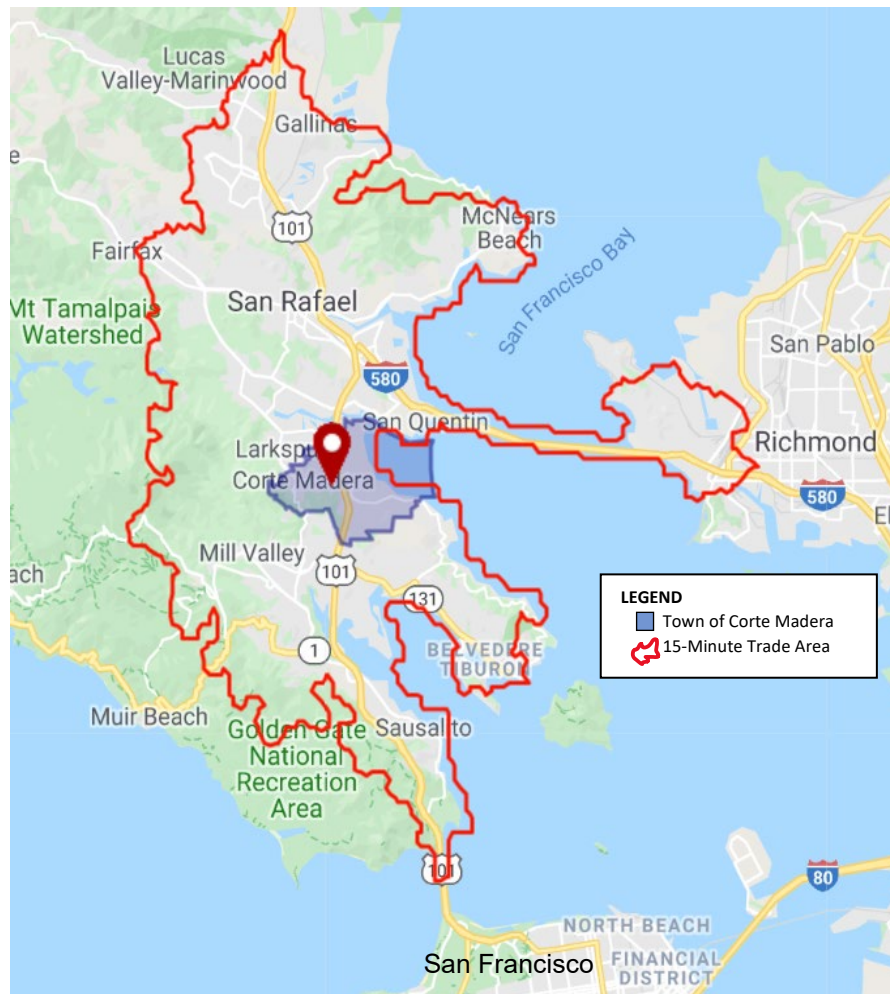 Lucas
Valley-Marinwood
Gallinas
e
101
McNears
Beach
Fairfax
San Francisco Bay
San Rafael
Mt Tamalpais
Watershed
San Pablo
580
San Quentin
Richmond
Larkspu
Corte Madera
580
El
Mill Valley
ach
101
131
LEGEND
Town of Corte Madera
15-Minute Trade Area
1
BELVEDERE
TIBURON
Muir Beach
Sausalito
Golden Gate
National
Recreation
Area
101
80
NORTH BEACH
San Francisco
FINANCIAL
DISTRICT